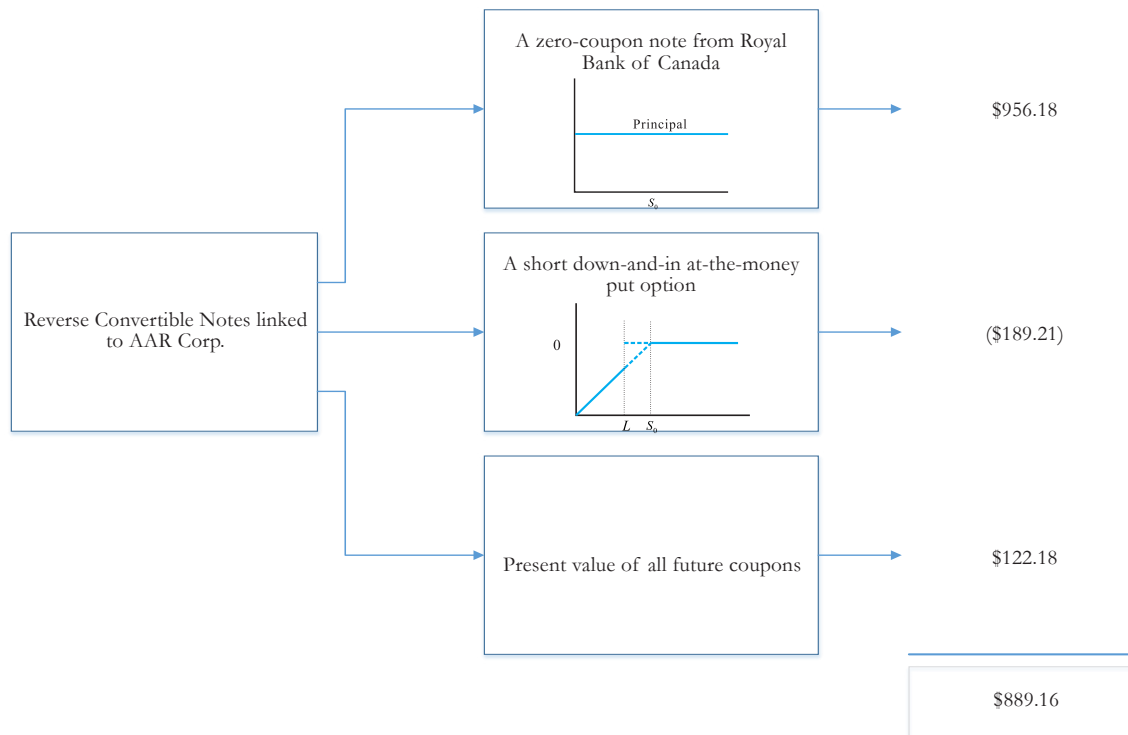 A zero-coupon note from Royal
Bank of Canada
Principal
S₀
$956.18
Reverse Convertible Notes linked
to AAR Corp.
A short down-and-in at-the-money
put option
0
L S₀
($189.21)
Present value of all future coupons
$122.18
$889.16